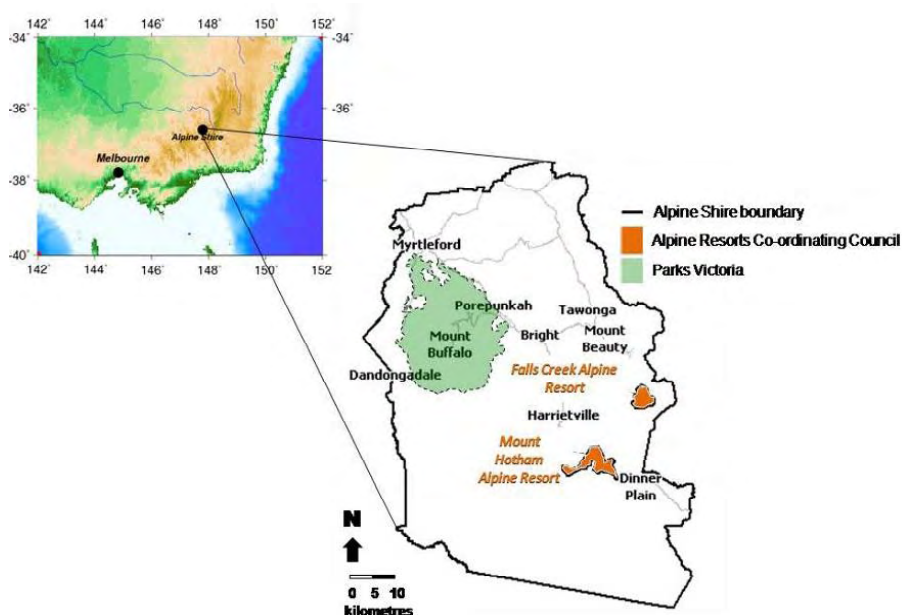 142° 144° 146° 148° 150° 152°
-34° -34°
-36° -36°
Alpine Shire
Melbourne
-38° -38°
-40° -40°
142° 144° 146° 148° 150° 152°
Alpine Shire boundary
Alpine Resorts Co-ordinating Council
Parks Victoria
Myrtleford
Porepunkah
Tawonga
Mount
Buffalo
Bright
Mount
Beauty
Dandongadale
Falls Creek Alpine
Resort
Harrietville
Mount
Hotham
Alpine Resort
Dinner
Plain
N
0 5 10
kilometres